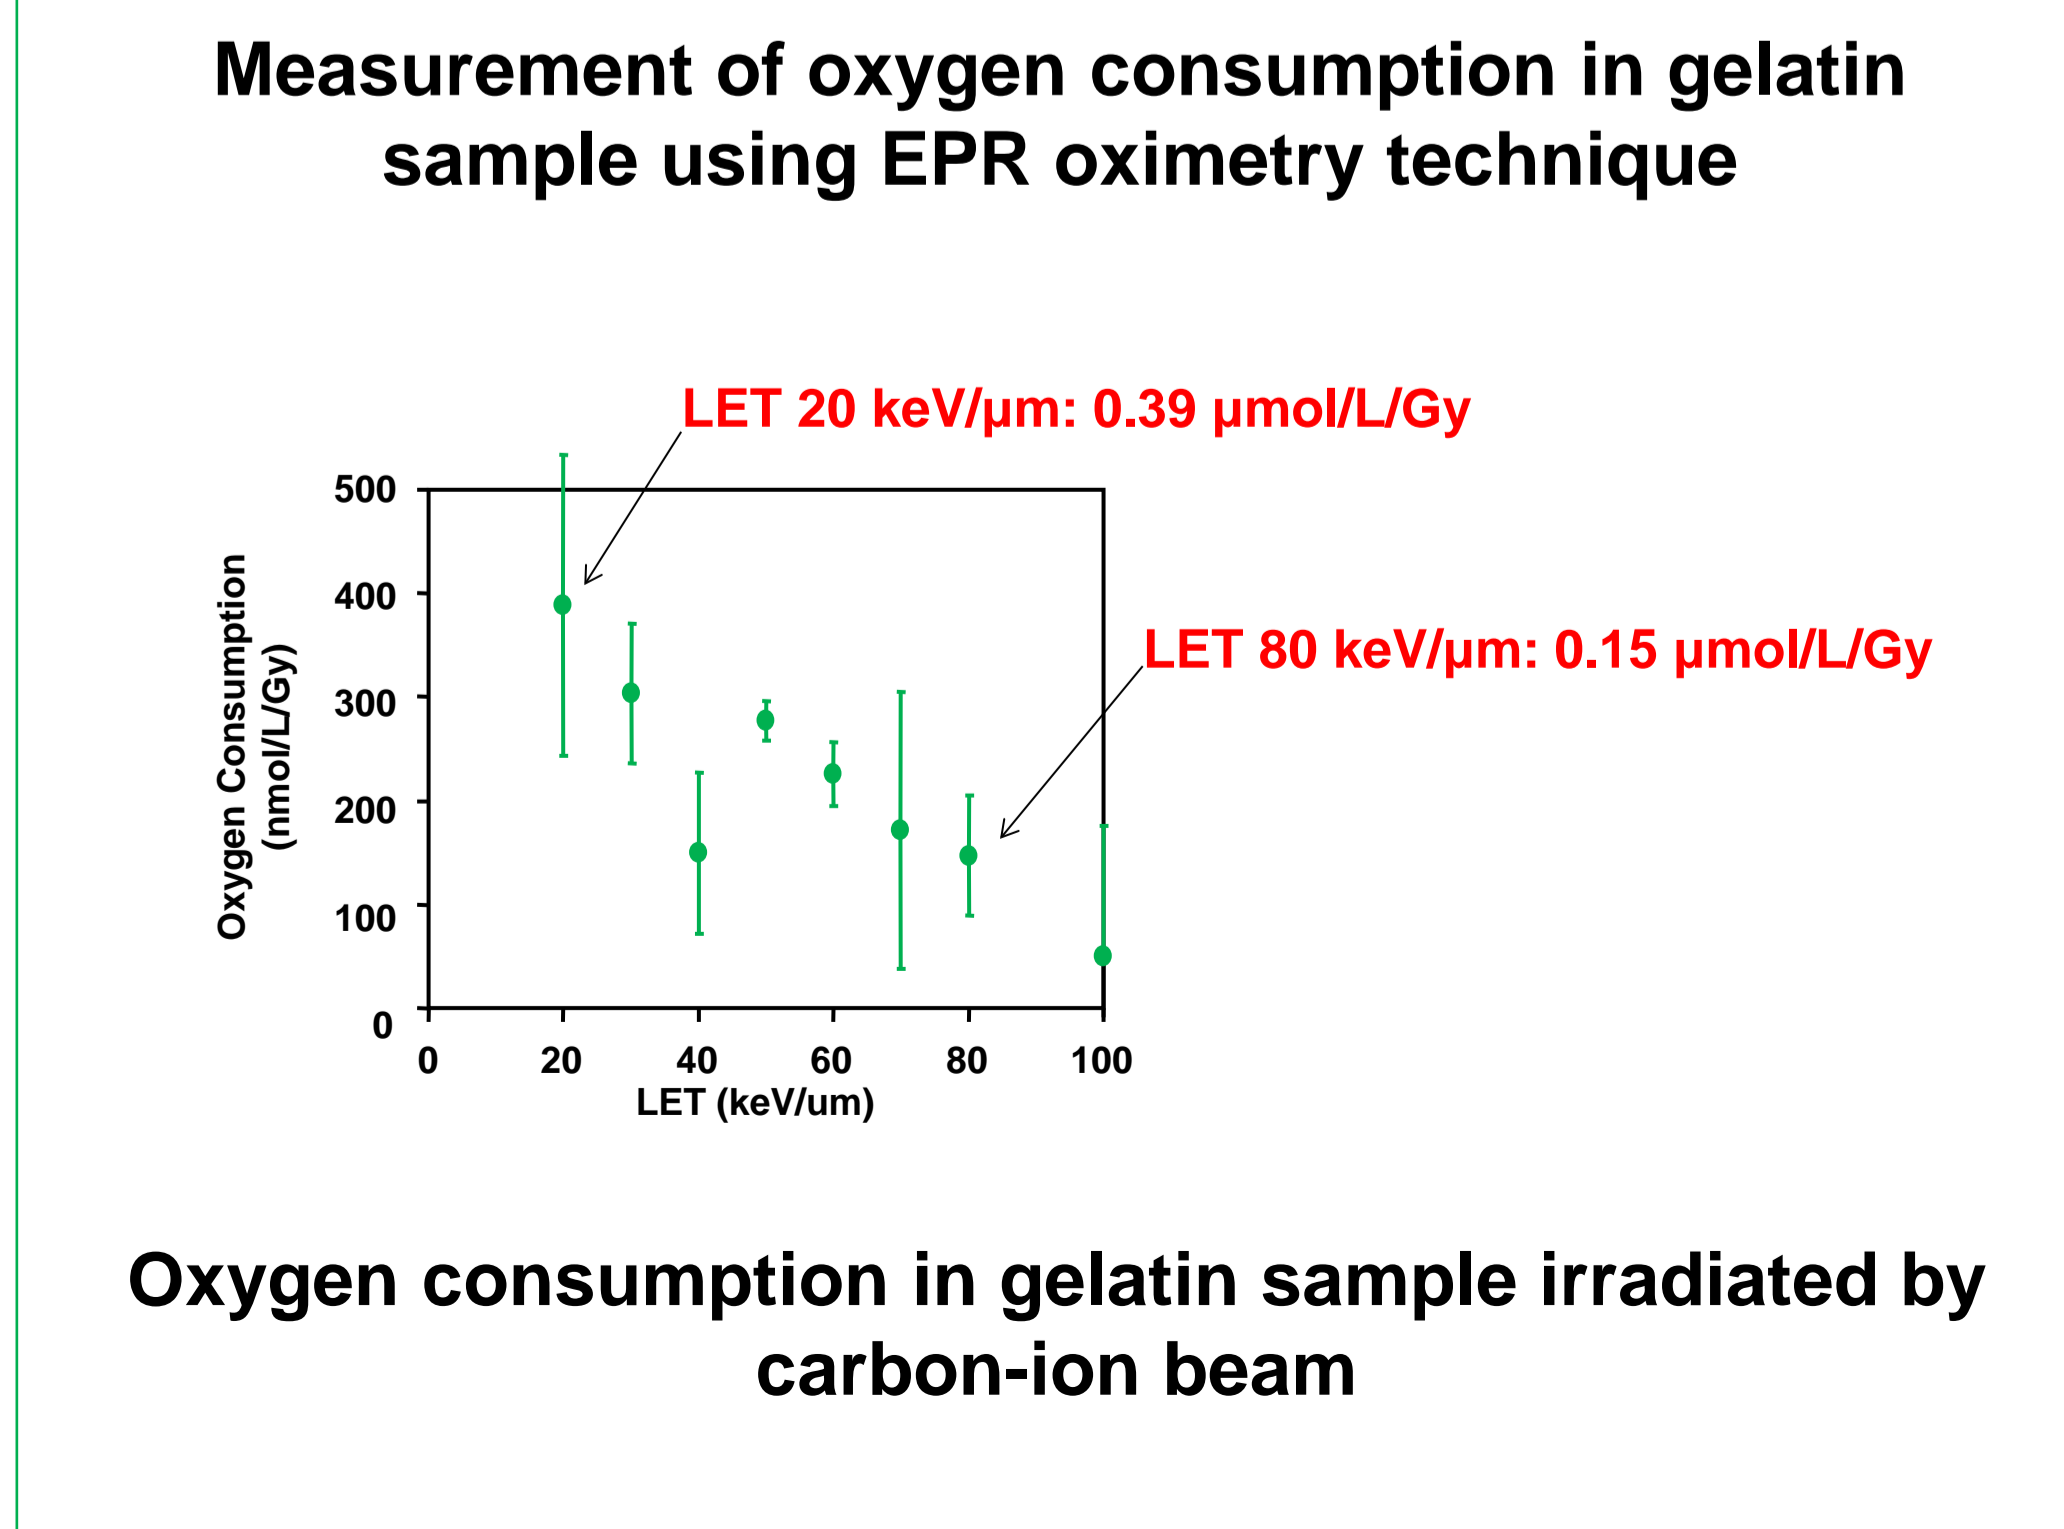 Measurement of oxygen consumption in gelatin
sample using EPR oximetry technique
LET 20 keV/µm: 0.39 µmol/L/Gy
LET 80 keV/µm: 0.15 µmol/L/Gy
Oxygen Consumption
(nmol/L/Gy)
500
400
300
200
100
0
0 20 40 60 80 100
LET (keV/um)
Oxygen consumption in gelatin sample irradiated by
carbon-ion beam